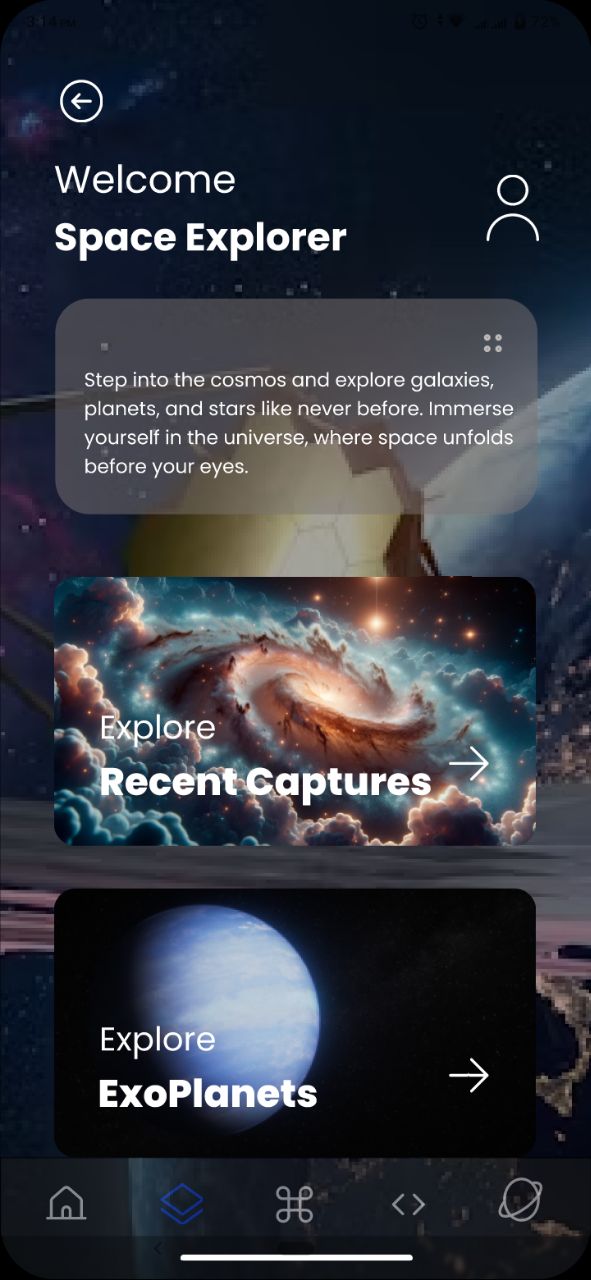 3:14 PM
72%
Welcome
Space Explorer
Step into the cosmos and explore galaxies,
planets, and stars like never before. Immerse
yourself in the universe, where space unfolds
before your eyes.
Explore
Recent Captures
Explore
ExoPlanets